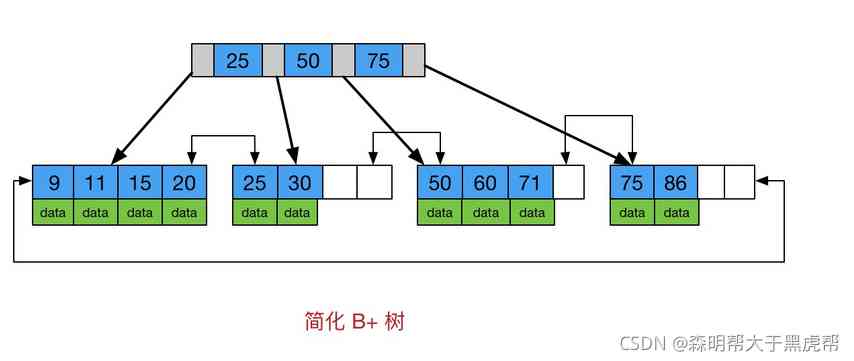 25 50 75
9 11 15 20 25 30 50 60 71 75 86
data data data data data data data data data data data
简化 B+ 树
CSDN @森明帮大于黑虎帮